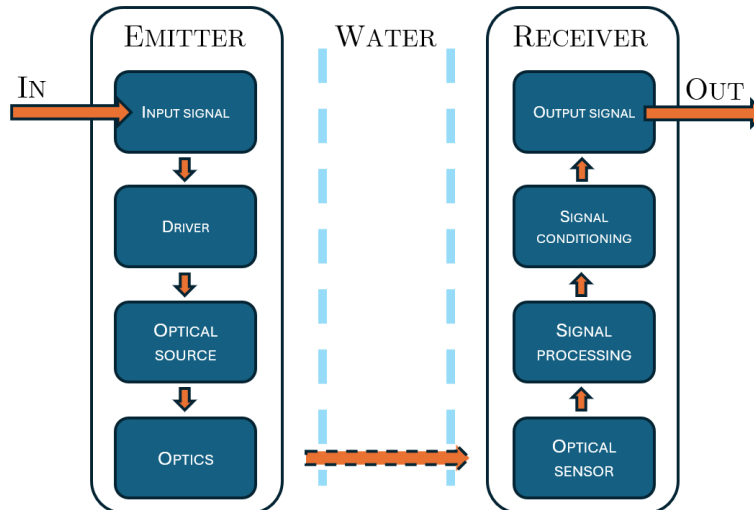 EMITTER
WATER
RECEIVER
IN
OUT
INPUT SIGNAL
DRIVER
OPTICAL
SOURCE
OPTICS
OUTPUT SIGNAL
SIGNAL
CONDITIONING
SIGNAL
PROCESSING
OPTICAL
SENSOR